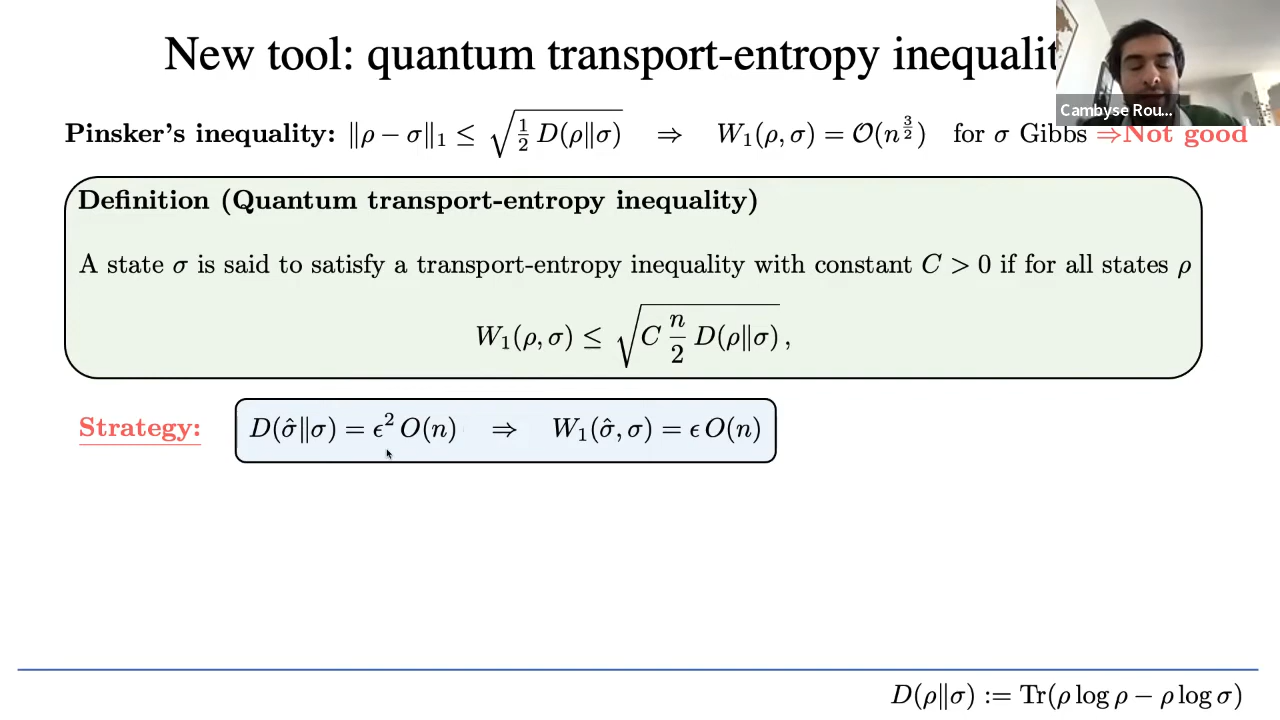 New tool: quantum transport-entropy inequalit
Cambyse Rou...
Pinsker's inequality: ‖ρ − σ‖₁ ≤ √(1/2 D(ρ‖σ)) ⇒ W₁(ρ, σ) = 𝒪(n^{3/2}) for σ Gibbs ⇒Not good
Definition (Quantum transport-entropy inequality)
A state σ is said to satisfy a transport-entropy inequality with constant C > 0 if for all states ρ
W₁(ρ, σ) ≤ √(C n/2 D(ρ‖σ)) ,
Strategy: D(σ̂‖σ) = ϵ² O(n) ⇒ W₁(σ̂, σ) = ϵ O(n)
D(ρ‖σ) := Tr(ρ log ρ − ρ log σ)